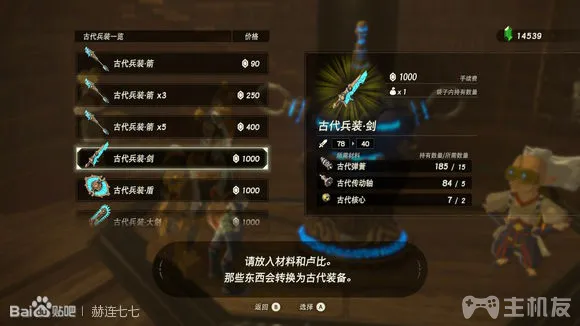 古代兵装一览 价格
古代兵装·箭 90
古代兵装·箭 x3 250
古代兵装·箭 x5 400
古代兵装·剑 1000
古代兵装·盾 1000
古代兵装·大剑 1000
14539
1000 手续费
x 1 袋子内持有数量
古代兵装·剑
78 40
所需材料 持有数量/所需数量
古代弹簧 185 / 15
古代传动轴 84 / 5
古代核心 7 / 2
请放入材料和卢比。
那些东西会转换为古代装备。
返回 B 选择 A
Bai 贴吧 | 赫连七七
主机友